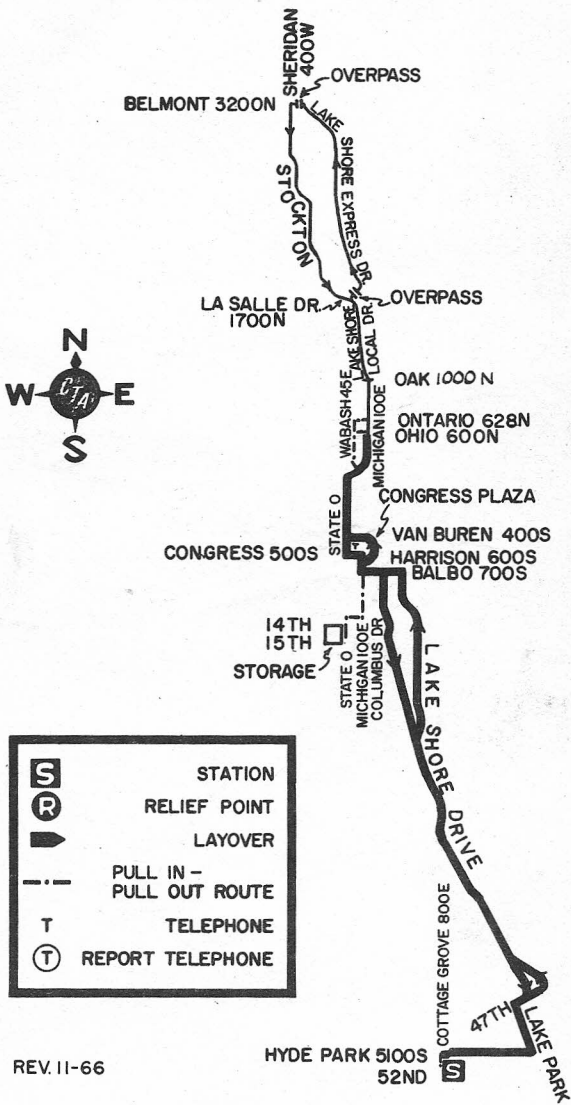 SHERIDAN
400W
OVERPASS
BELMONT 3200N
LAKE SHORE EXPRESS DR.
STOCKTON
LA SALLE DR.
1700N
OVERPASS
LAKE SHORE
LOCAL DR.
N
W CTA E
S
OAK 1000 N
WABASH 45E
MICHIGAN 100E
ONTARIO 628N
OHIO 600N
STATE 0
CONGRESS PLAZA
T
VAN BUREN 400S
CONGRESS 500S
HARRISON 600S
BALBO 700S
14TH
15TH
STORAGE
STATE 0
MICHIGAN 100E
COLUMBUS DR
LAKE SHORE DRIVE
S STATION
R RELIEF POINT
LAYOVER
PULL IN –
PULL OUT ROUTE
T TELEPHONE
T REPORT TELEPHONE
COTTAGE GROVE 800E
47TH
T
LAKE PARK
HYDE PARK 5100S
52ND
S
REV. 11-66